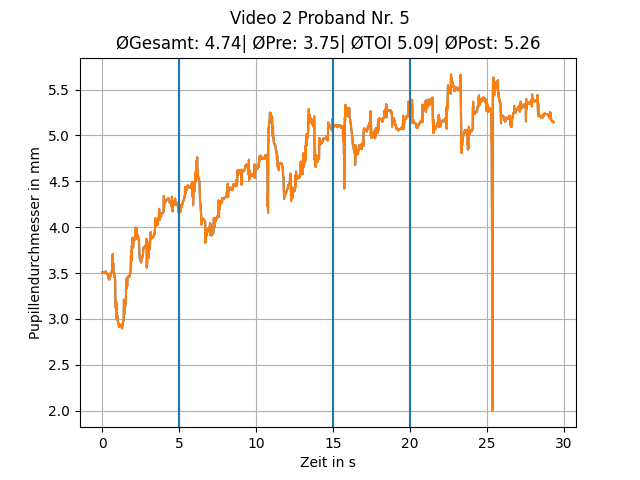 Video 2 Proband Nr. 5
ØGesamt: 4.74| ØPre: 3.75| ØTOI 5.09| ØPost: 5.26
Pupillendurchmesser in mm
5.5
5.0
4.5
4.0
3.5
3.0
2.5
2.0
0 5 10 15 20 25 30
Zeit in s